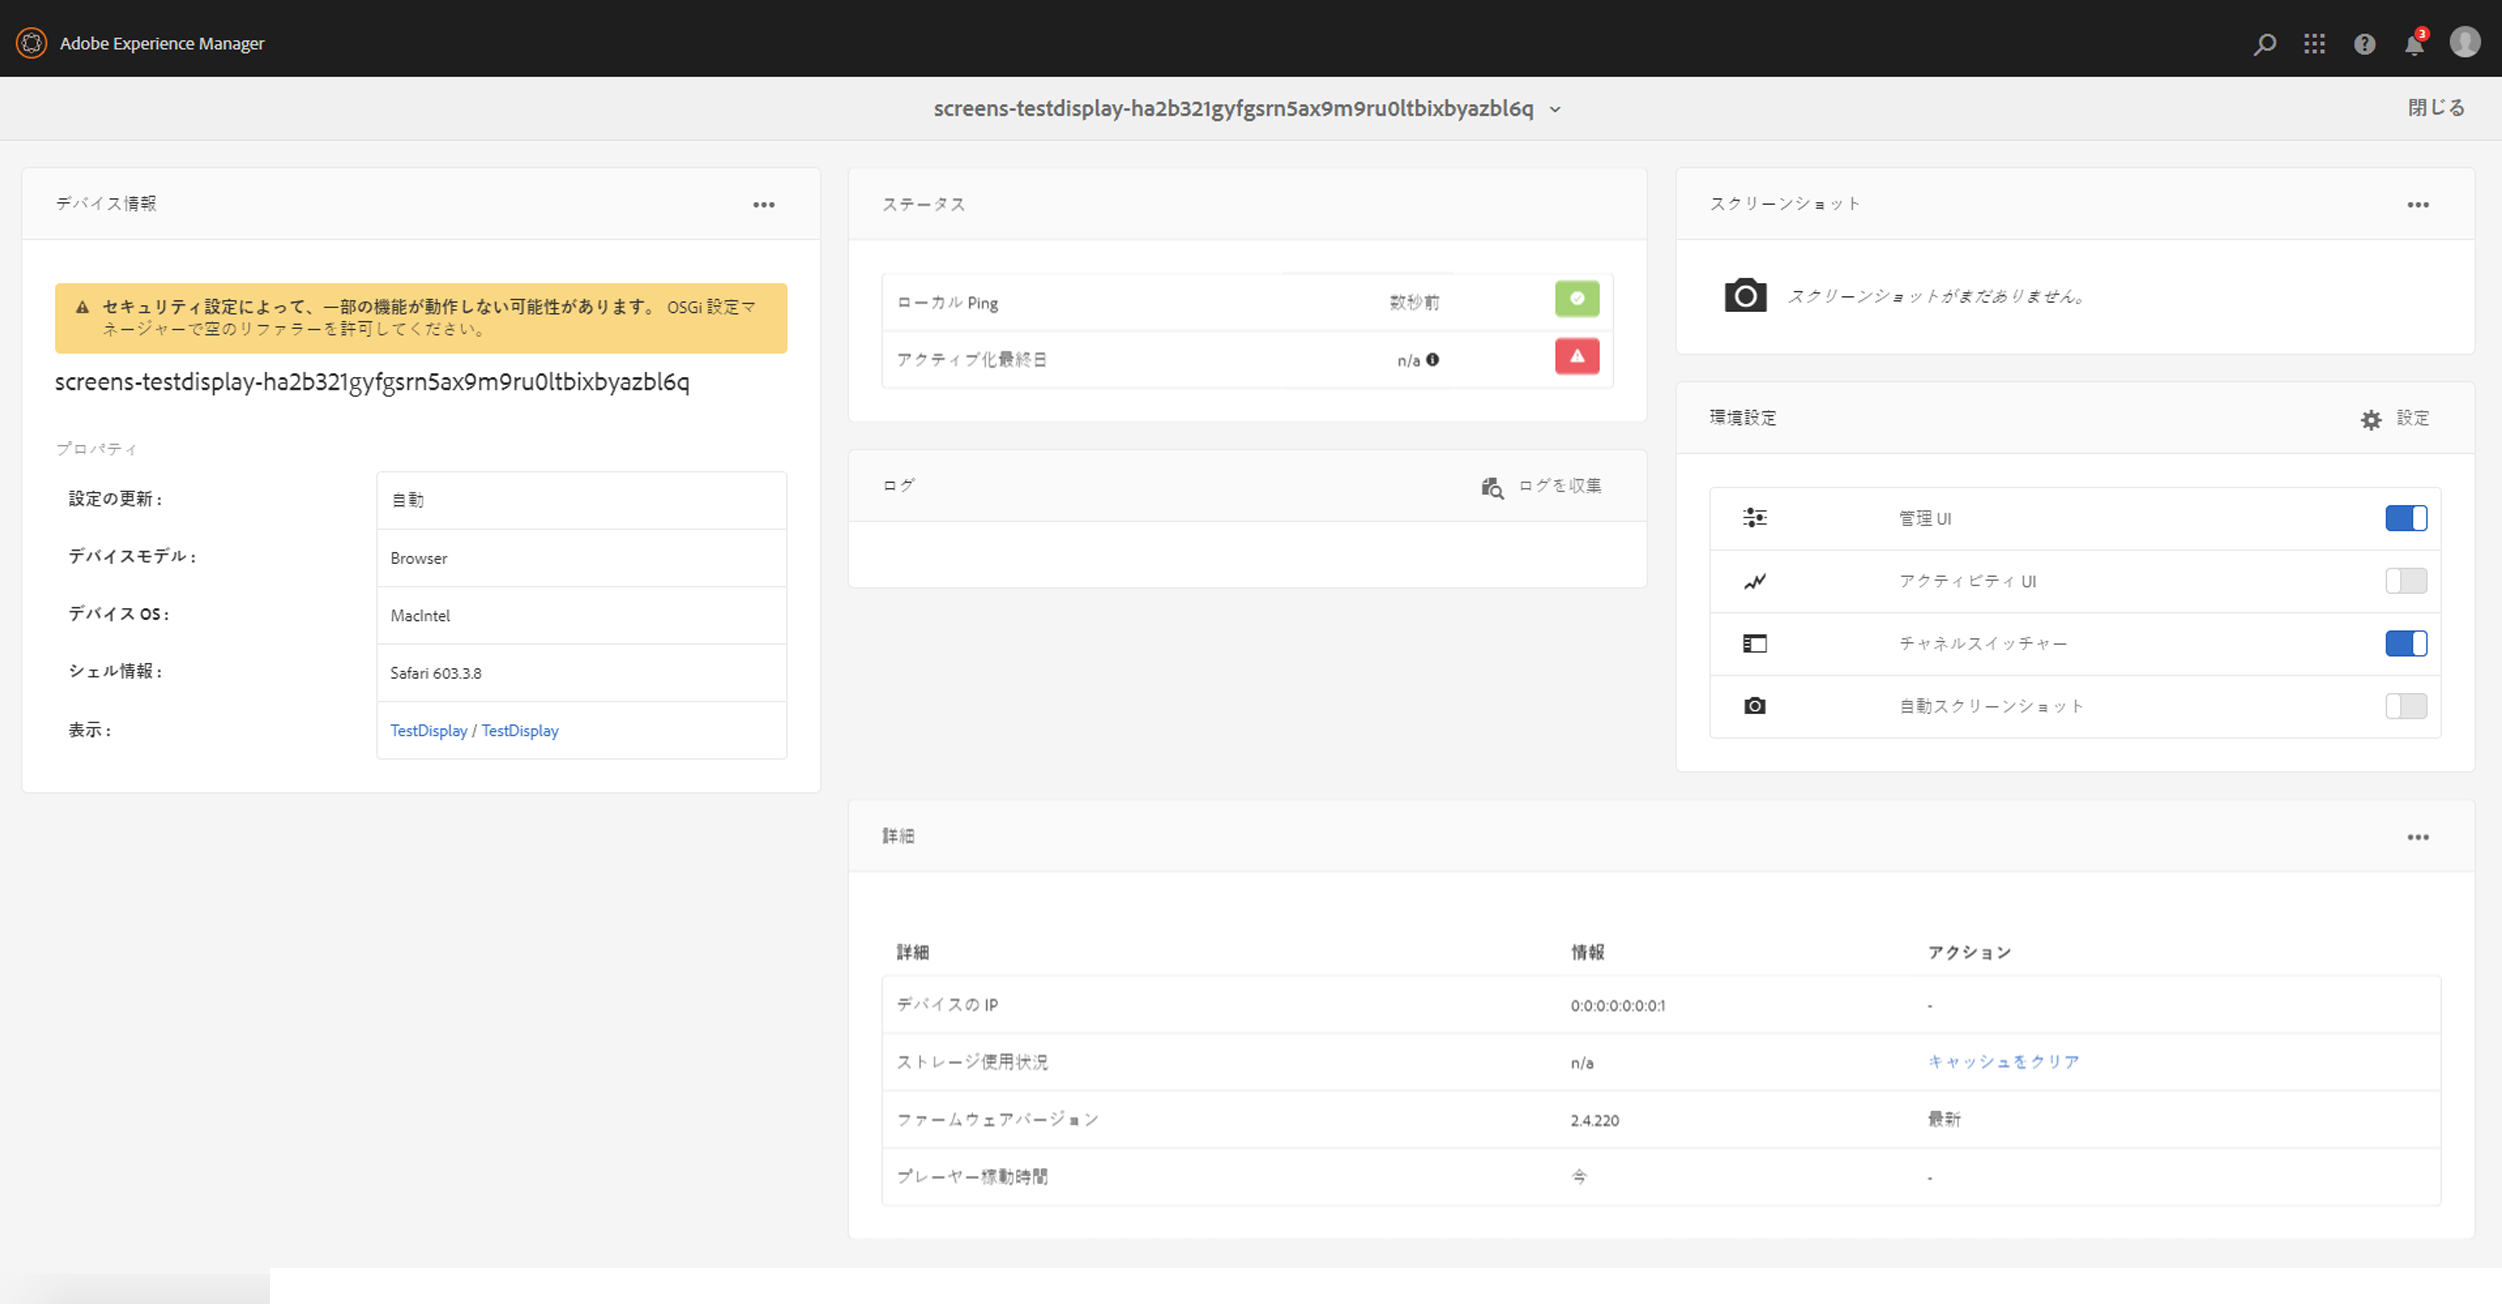 Adobe Experience Manager
3
screens-testdisplay-ha2b321gyfgsrn5ax9m9ru0ltbixbyazbl6q
閉じる
デバイス情報
セキュリティ設定によって、一部の機能が動作しない可能性があります。 OSGi 設定マ
ネージャーで空のリファラーを許可してください。
screens-testdisplay-ha2b321gyfgsrn5ax9m9ru0ltbixbyazbl6q
プロパティ
設定の更新 : 自動
デバイスモデル : Browser
デバイス OS : MacIntel
シェル情報 : Safari 603.3.8
表示 : TestDisplay / TestDisplay
ステータス
ローカル Ping 数秒前
アクティブ化最終日 n/a
ログ ログを収集
スクリーンショット
スクリーンショットがまだありません。
環境設定 設定
管理 UI
アクティビティ UI
チャネルスイッチャー
自動スクリーンショット
詳細
詳細 情報 アクション
デバイスの IP 0:0:0:0:0:0:0:1 -
ストレージ使用状況 n/a キャッシュをクリア
ファームウェアバージョン 2.4.220 最新
プレーヤー稼動時間 今 -